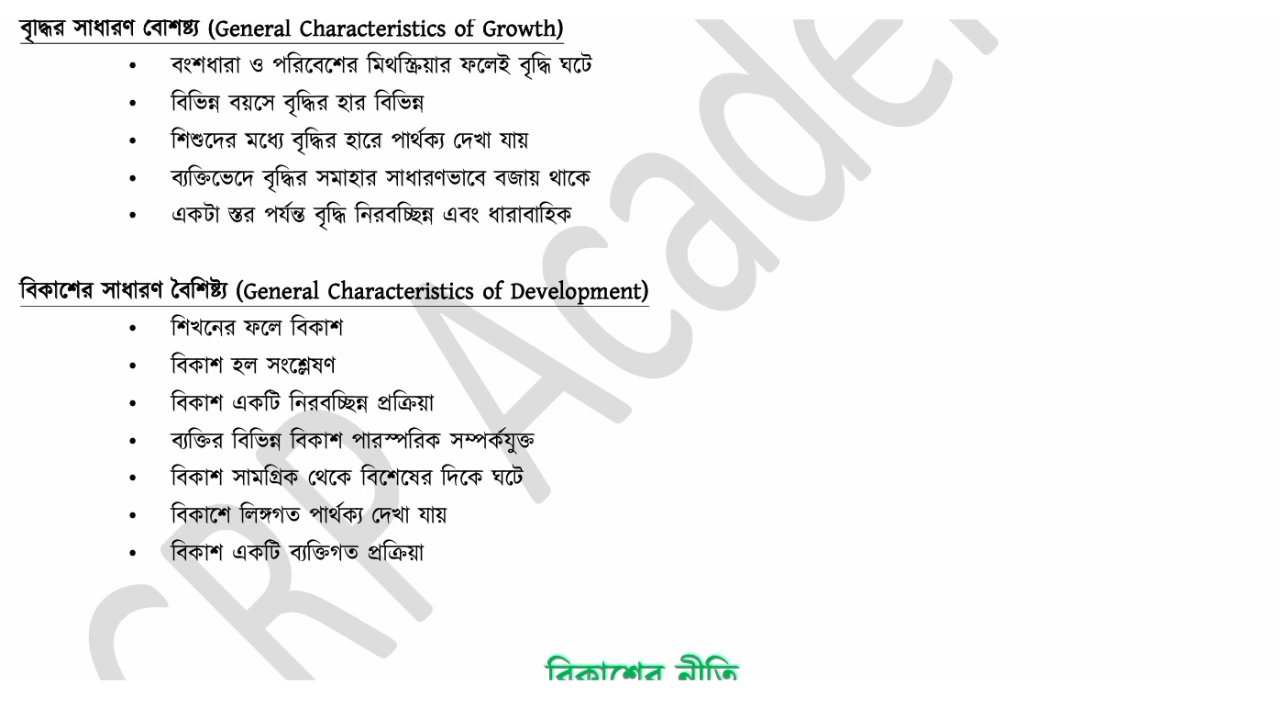 বৃদ্ধির সাধারণ বৈশিষ্ট্য (General Characteristics of Growth)
• বংশধারা ও পরিবেশের মিথস্ক্রিয়ার ফলেই বৃদ্ধি ঘটে
• বিভিন্ন বয়সে বৃদ্ধির হার বিভিন্ন
• শিশুদের মধ্যে বৃদ্ধির হারে পার্থক্য দেখা যায়
• ব্যক্তিভেদে বৃদ্ধির সমাহার সাধারণভাবে বজায় থাকে
• একটা স্তর পর্যন্ত বৃদ্ধি নিরবচ্ছিন্ন এবং ধারাবাহিক
বিকাশের সাধারণ বৈশিষ্ট্য (General Characteristics of Development)
• শিখনের ফলে বিকাশ
• বিকাশ হল সংশ্লেষণ
• বিকাশ একটি নিরবচ্ছিন্ন প্রক্রিয়া
• ব্যক্তির বিভিন্ন বিকাশ পারস্পরিক সম্পর্কযুক্ত
• বিকাশ সামগ্রিক থেকে বিশেষের দিকে ঘটে
• বিকাশে লিঙ্গগত পার্থক্য দেখা যায়
• বিকাশ একটি ব্যক্তিগত প্রক্রিয়া
বিকাশের নীতি
CRP Acade